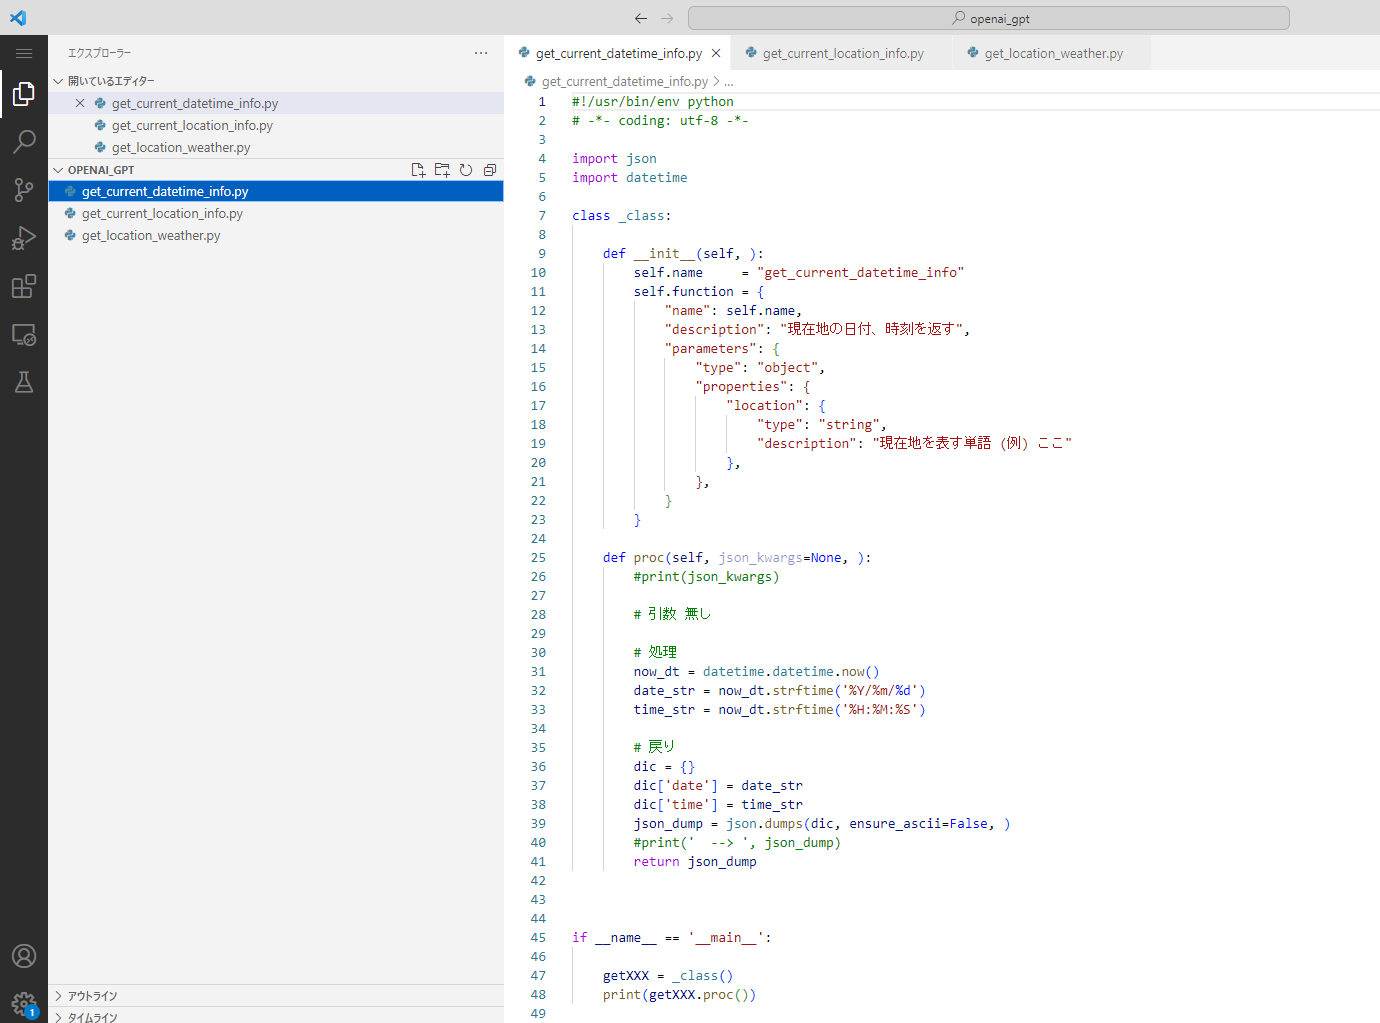 openai_gpt
エクスプローラー
開いているエディター
get_current_datetime_info.py
get_current_location_info.py
get_location_weather.py
OPENAI_GPT
get_current_datetime_info.py
get_current_location_info.py
get_location_weather.py
アウトライン
タイムライン
1
get_current_datetime_info.py
get_current_location_info.py
get_location_weather.py
get_current_datetime_info.py > ...
1 #!/usr/bin/env python
2 # -*- coding: utf-8 -*-
3
4 import json
5 import datetime
6
7 class _class:
8
9     def __init__(self, ):
10         self.name     = "get_current_datetime_info"
11         self.function = {
12             "name": self.name,
13             "description": "現在地の日付、時刻を返す",
14             "parameters": {
15                 "type": "object",
16                 "properties": {
17                     "location": {
18                         "type": "string",
19                         "description": "現在地を表す単語 (例) ここ"
20                     },
21                 },
22             }
23         }
24
25     def proc(self, json_kwargs=None, ):
26         #print(json_kwargs)
27
28         # 引数 無し
29
30         # 処理
31         now_dt = datetime.datetime.now()
32         date_str = now_dt.strftime('%Y/%m/%d')
33         time_str = now_dt.strftime('%H:%M:%S')
34
35         # 戻り
36         dic = {}
37         dic['date'] = date_str
38         dic['time'] = time_str
39         json_dump = json.dumps(dic, ensure_ascii=False, )
40         #print('  --> ', json_dump)
41         return json_dump
42
43
44
45 if __name__ == '__main__':
46
47     getXXX = _class()
48     print(getXXX.proc())
49